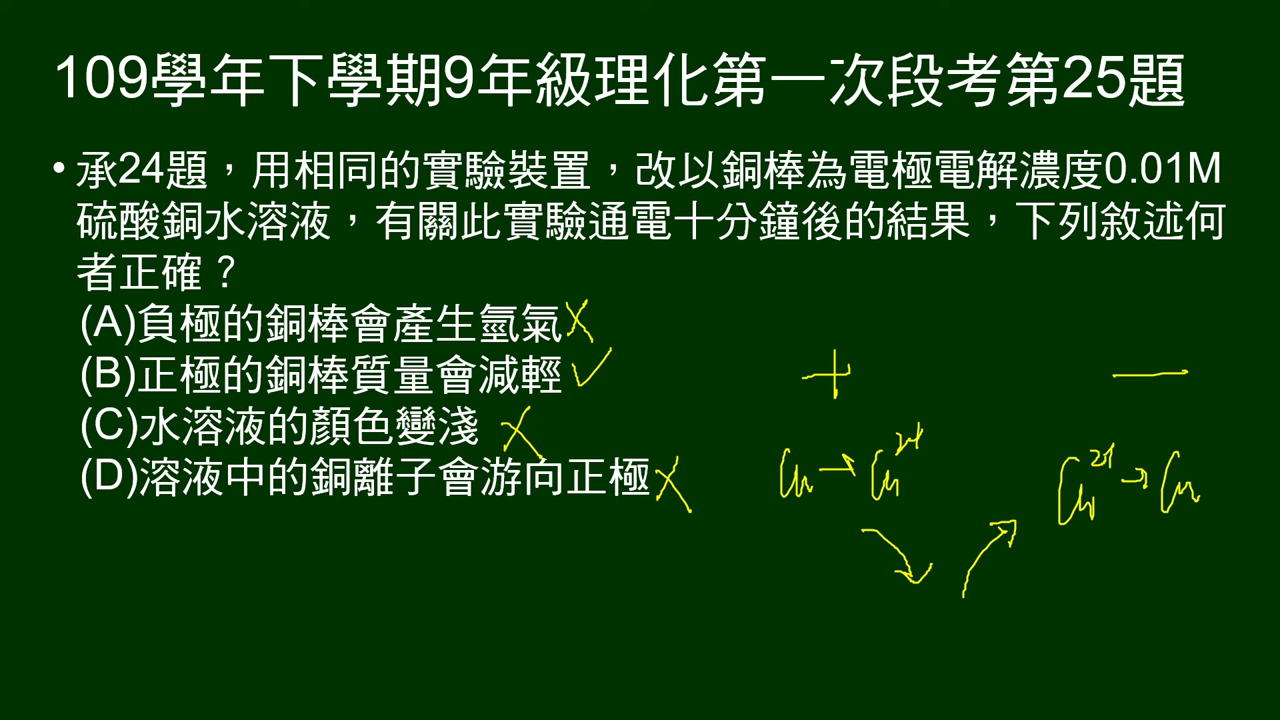 109學年下學期9年級理化第一次段考第25題
• 承24題，用相同的實驗裝置，改以銅棒為電極電解濃度0.01M
硫酸銅水溶液，有關此實驗通電十分鐘後的結果，下列敘述何
者正確？
(A)負極的銅棒會產生氫氣
(B)正極的銅棒質量會減輕
(C)水溶液的顏色變淺
(D)溶液中的銅離子會游向正極
+ —
Cu → Cu²⁺ Cu²⁺ → Cu